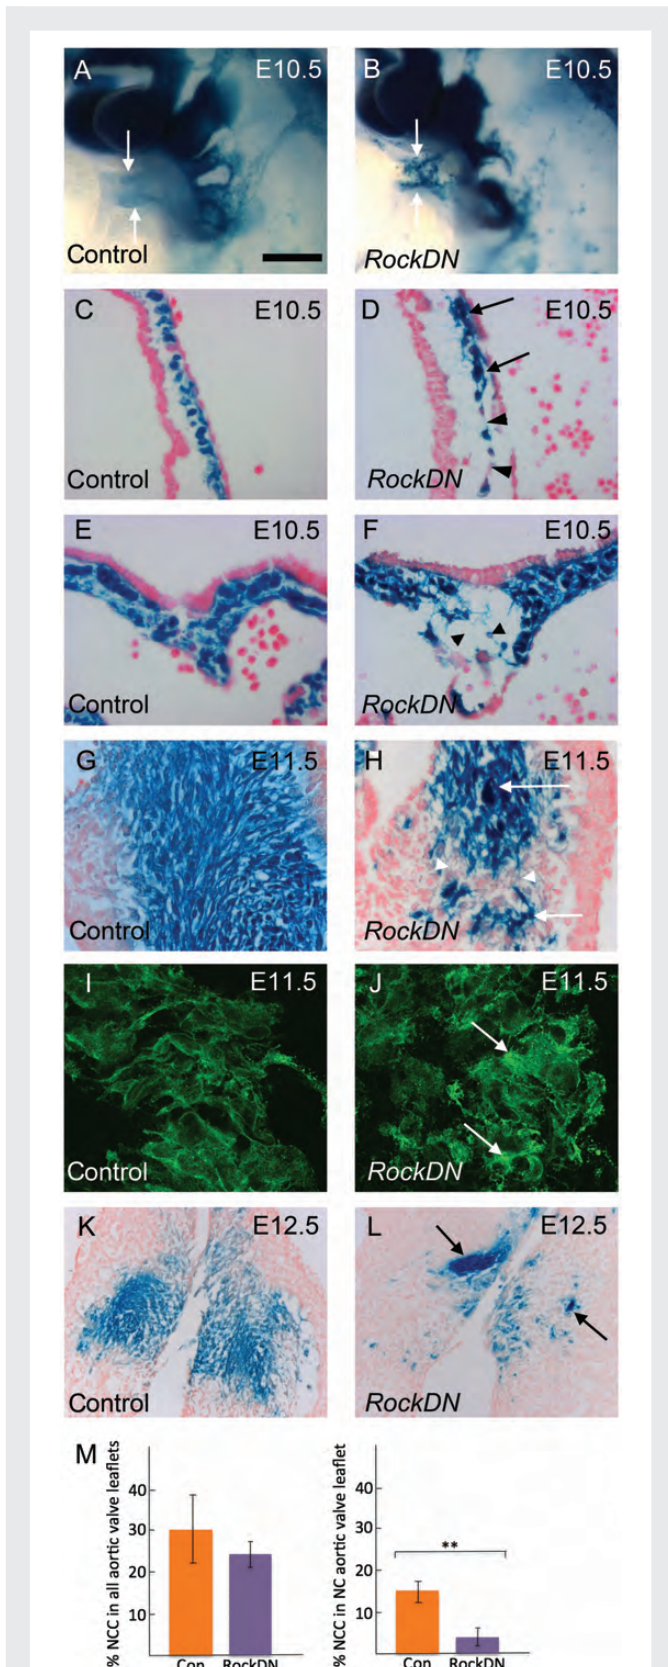 A E10.5
Control
B E10.5
RockDN
C E10.5
Control
D E10.5
RockDN
E E10.5
Control
F E10.5
RockDN
G E11.5
Control
H E11.5
RockDN
I E11.5
Control
J E11.5
RockDN
K E12.5
Control
L E12.5
RockDN
M
% NCC in all aortic valve leaflets
40
30
20
10
Con RockDN
% NCC in NC aortic valve leaflet
40
30
20
10
**
Con RockDN